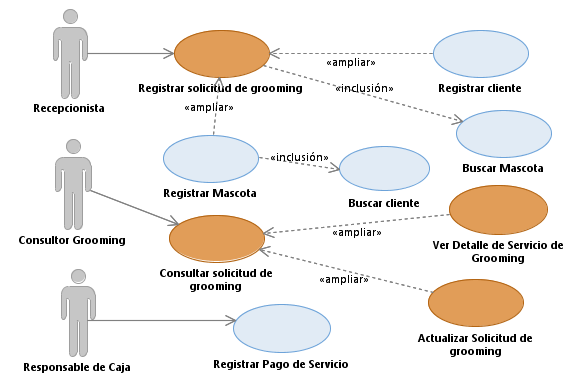 «ampliar»
Registrar solicitud de grooming
Registrar cliente
«inclusión»
Recepcionista
«ampliar»
«inclusión»
Buscar Mascota
Registrar Mascota
Buscar cliente
Consultor Grooming
«ampliar»
Ver Detalle de Servicio de
Grooming
Consultar solicitud de
grooming
«ampliar»
Actualizar Solicitud de
grooming
Responsable de Caja
Registrar Pago de Servicio